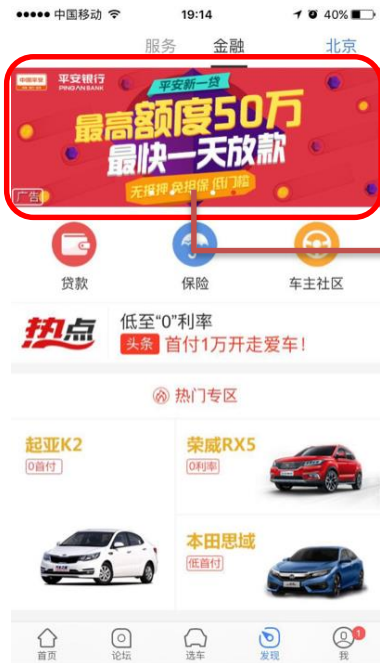 中国移动 19:14 40%
服务 金融 北京
中国平安 平安银行
PING AN BANK
平安新一贷
最高额度50万
最快一天放款
无抵押 免担保 低门槛
广告
贷款 保险 车主社区
热点 低至“0”利率
头条 首付1万开走爱车！
热门专区
起亚K2
0首付
荣威RX5
0利率
本田思域
低首付
首页 论坛 选车 发现 我
1